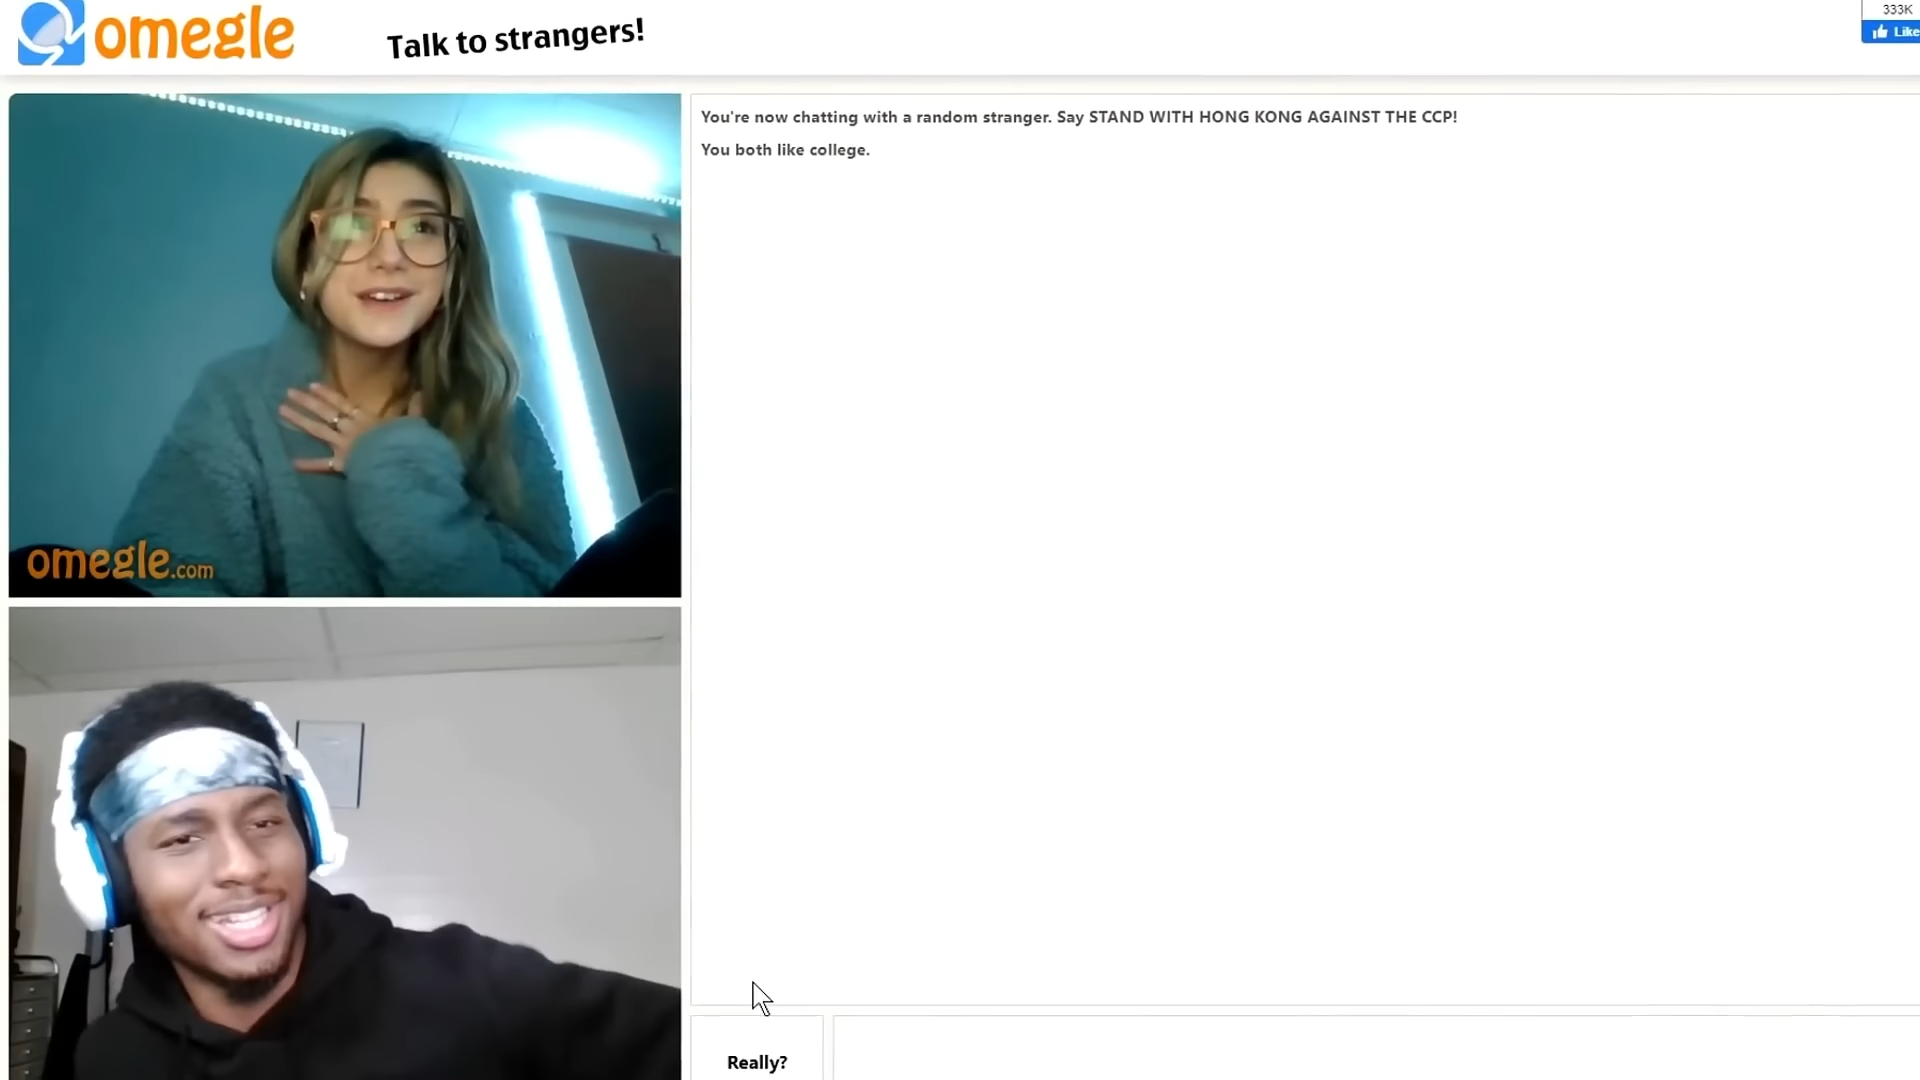 omegle
Talk to strangers!
333K
Like
You're now chatting with a random stranger. Say STAND WITH HONG KONG AGAINST THE CCP!
You both like college.
omegle.com
Really?